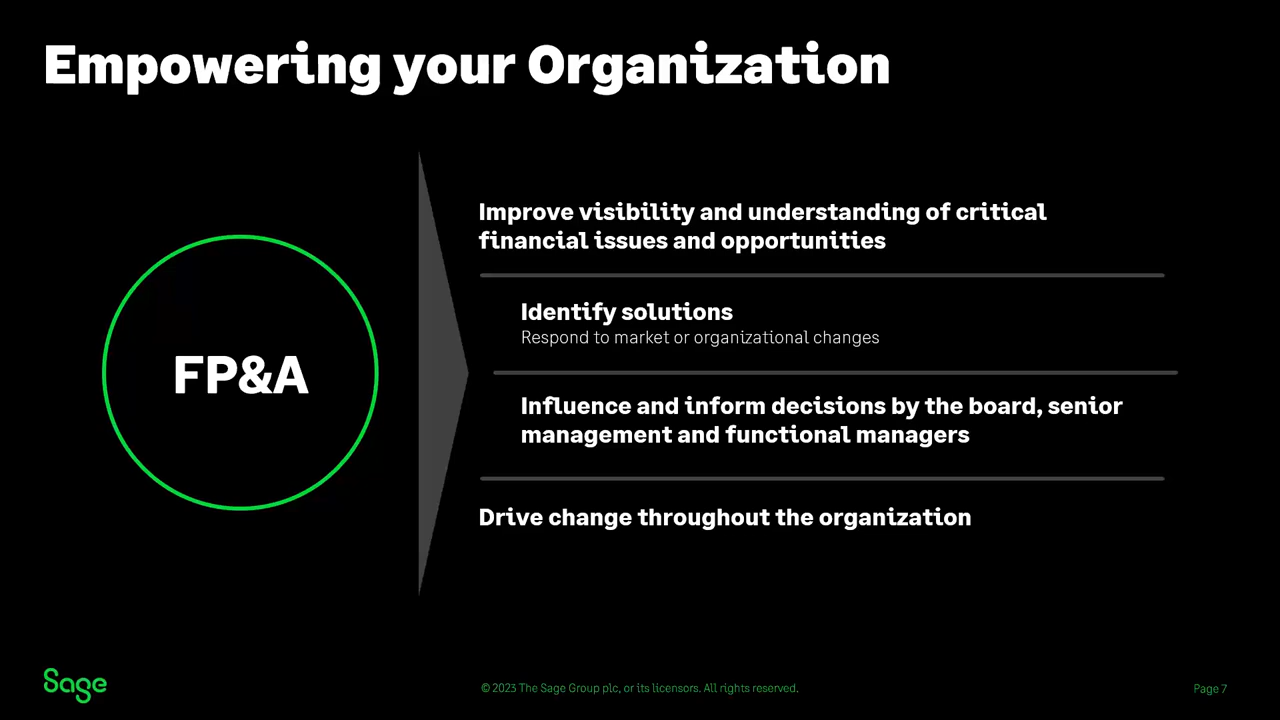 Empowering your Organization
Improve visibility and understanding of critical
financial issues and opportunities
Identify solutions
Respond to market or organizational changes
FP&A
Influence and inform decisions by the board, senior
management and functional managers
Drive change throughout the organization
Sage
© 2023 The Sage Group plc, or its licensors. All rights reserved.
Page 7